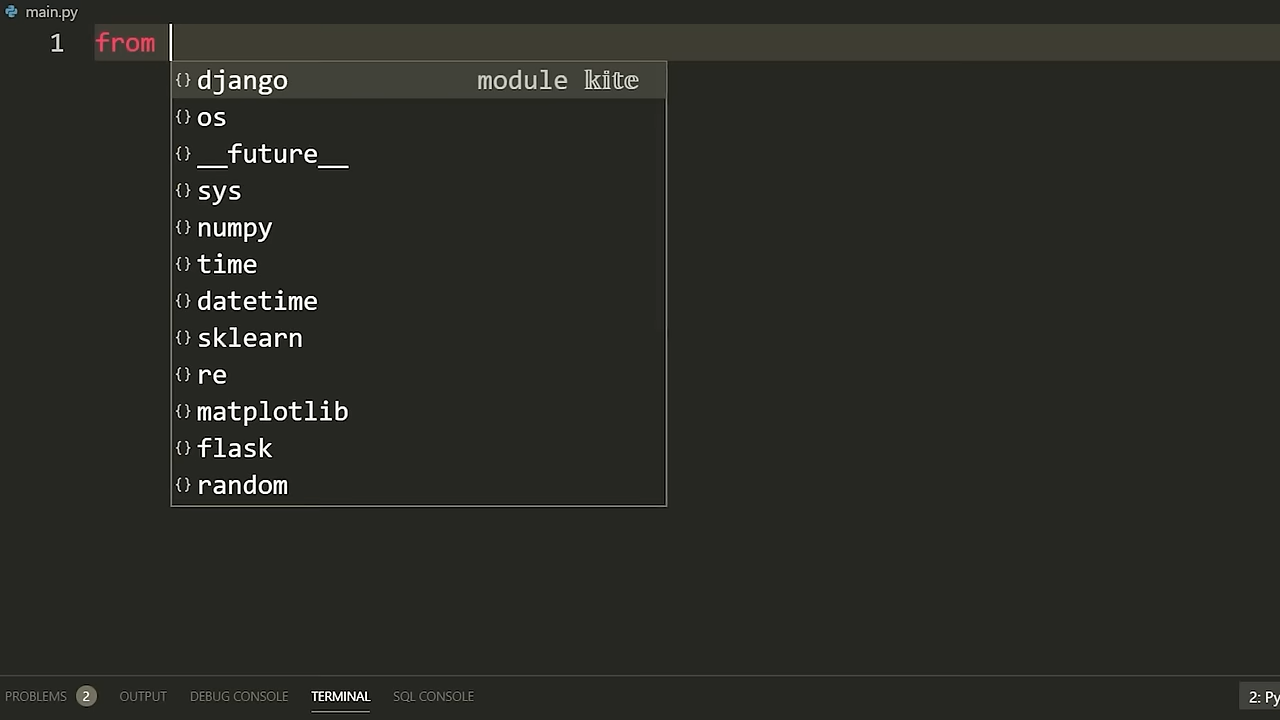 main.py
1 from
{} django module kite
{} os
{} __future__
{} sys
{} numpy
{} time
{} datetime
{} sklearn
{} re
{} matplotlib
{} flask
{} random
PROBLEMS 2 OUTPUT DEBUG CONSOLE TERMINAL SQL CONSOLE 2: Py